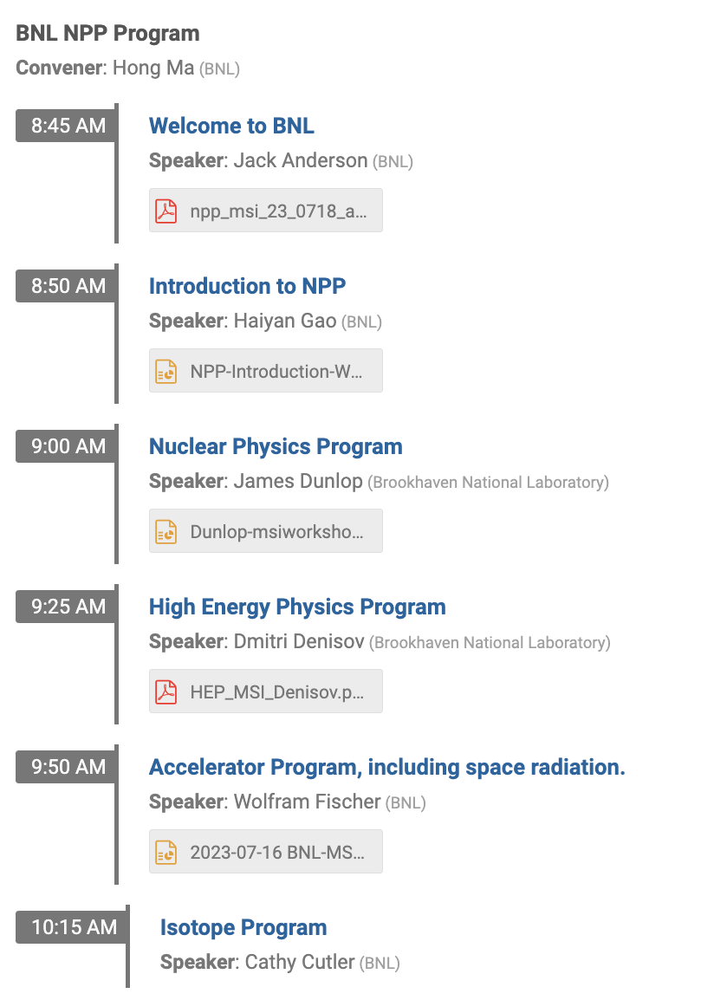 BNL NPP Program
Convener: Hong Ma (BNL)
8:45 AM
Welcome to BNL
Speaker: Jack Anderson (BNL)
npp_msi_23_0718_a...
8:50 AM
Introduction to NPP
Speaker: Haiyan Gao (BNL)
NPP-Introduction-W...
9:00 AM
Nuclear Physics Program
Speaker: James Dunlop (Brookhaven National Laboratory)
Dunlop-msiworksho...
9:25 AM
High Energy Physics Program
Speaker: Dmitri Denisov (Brookhaven National Laboratory)
HEP_MSI_Denisov.p...
9:50 AM
Accelerator Program, including space radiation.
Speaker: Wolfram Fischer (BNL)
2023-07-16 BNL-MS...
10:15 AM
Isotope Program
Speaker: Cathy Cutler (BNL)